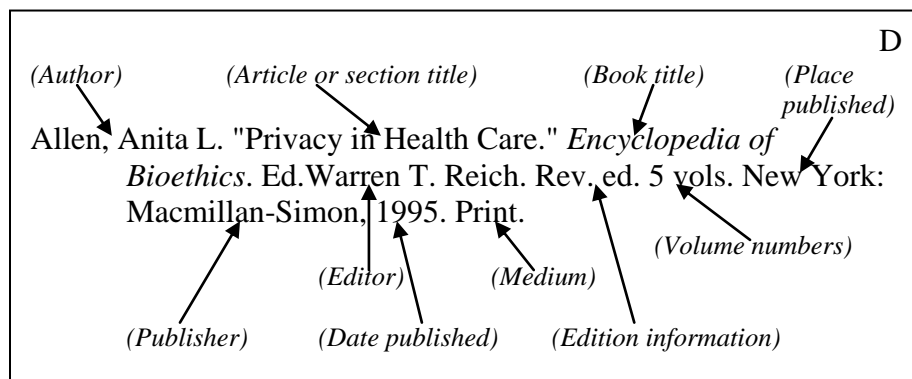 D
(Author) (Article or section title) (Book title) (Place
published)
Allen, Anita L. "Privacy in Health Care." Encyclopedia of
Bioethics. Ed.Warren T. Reich. Rev. ed. 5 vols. New York:
Macmillan-Simon, 1995. Print.
(Volume numbers)
(Editor) (Medium)
(Publisher) (Date published) (Edition information)